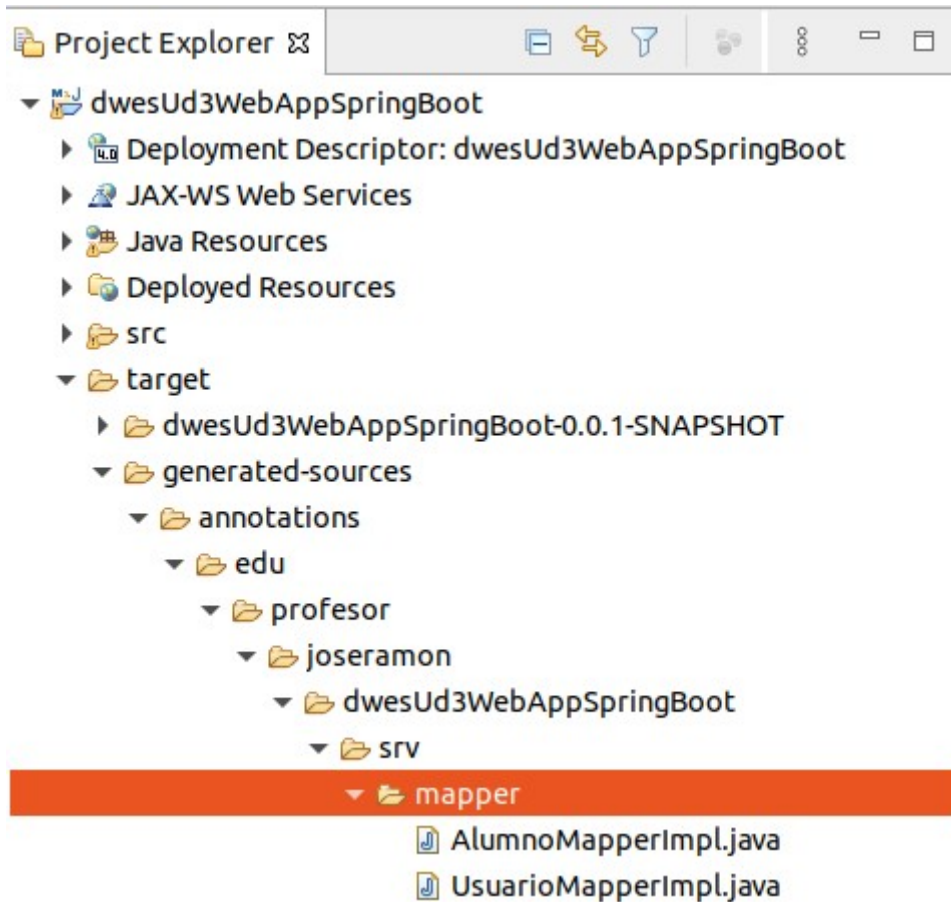 Project Explorer
dwesUd3WebAppSpringBoot
Deployment Descriptor: dwesUd3WebAppSpringBoot
JAX-WS Web Services
Java Resources
Deployed Resources
src
target
dwesUd3WebAppSpringBoot-0.0.1-SNAPSHOT
generated-sources
annotations
edu
profesor
joseramon
dwesUd3WebAppSpringBoot
srv
mapper
AlumnoMapperImpl.java
UsuarioMapperImpl.java